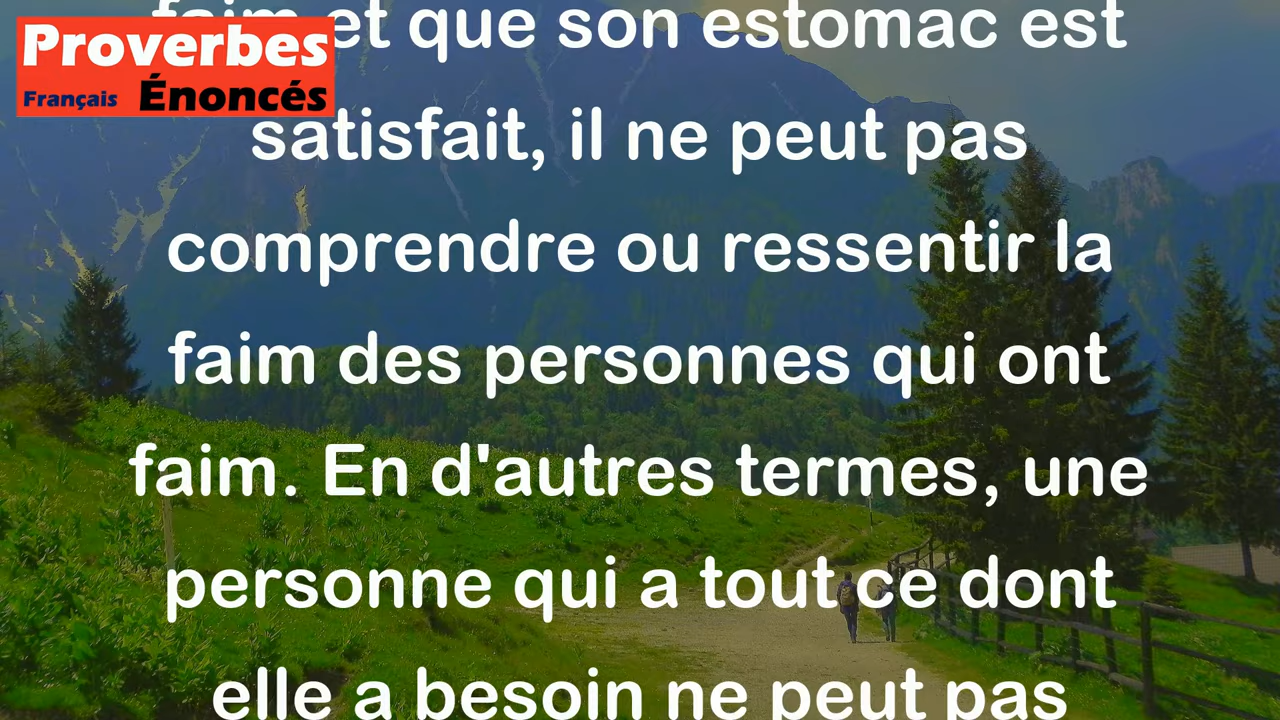 Proverbes
Français Énoncés
faim et que son estomac est
satisfait, il ne peut pas
comprendre ou ressentir la
faim des personnes qui ont
faim. En d'autres termes, une
personne qui a tout ce dont
elle a besoin ne peut pas